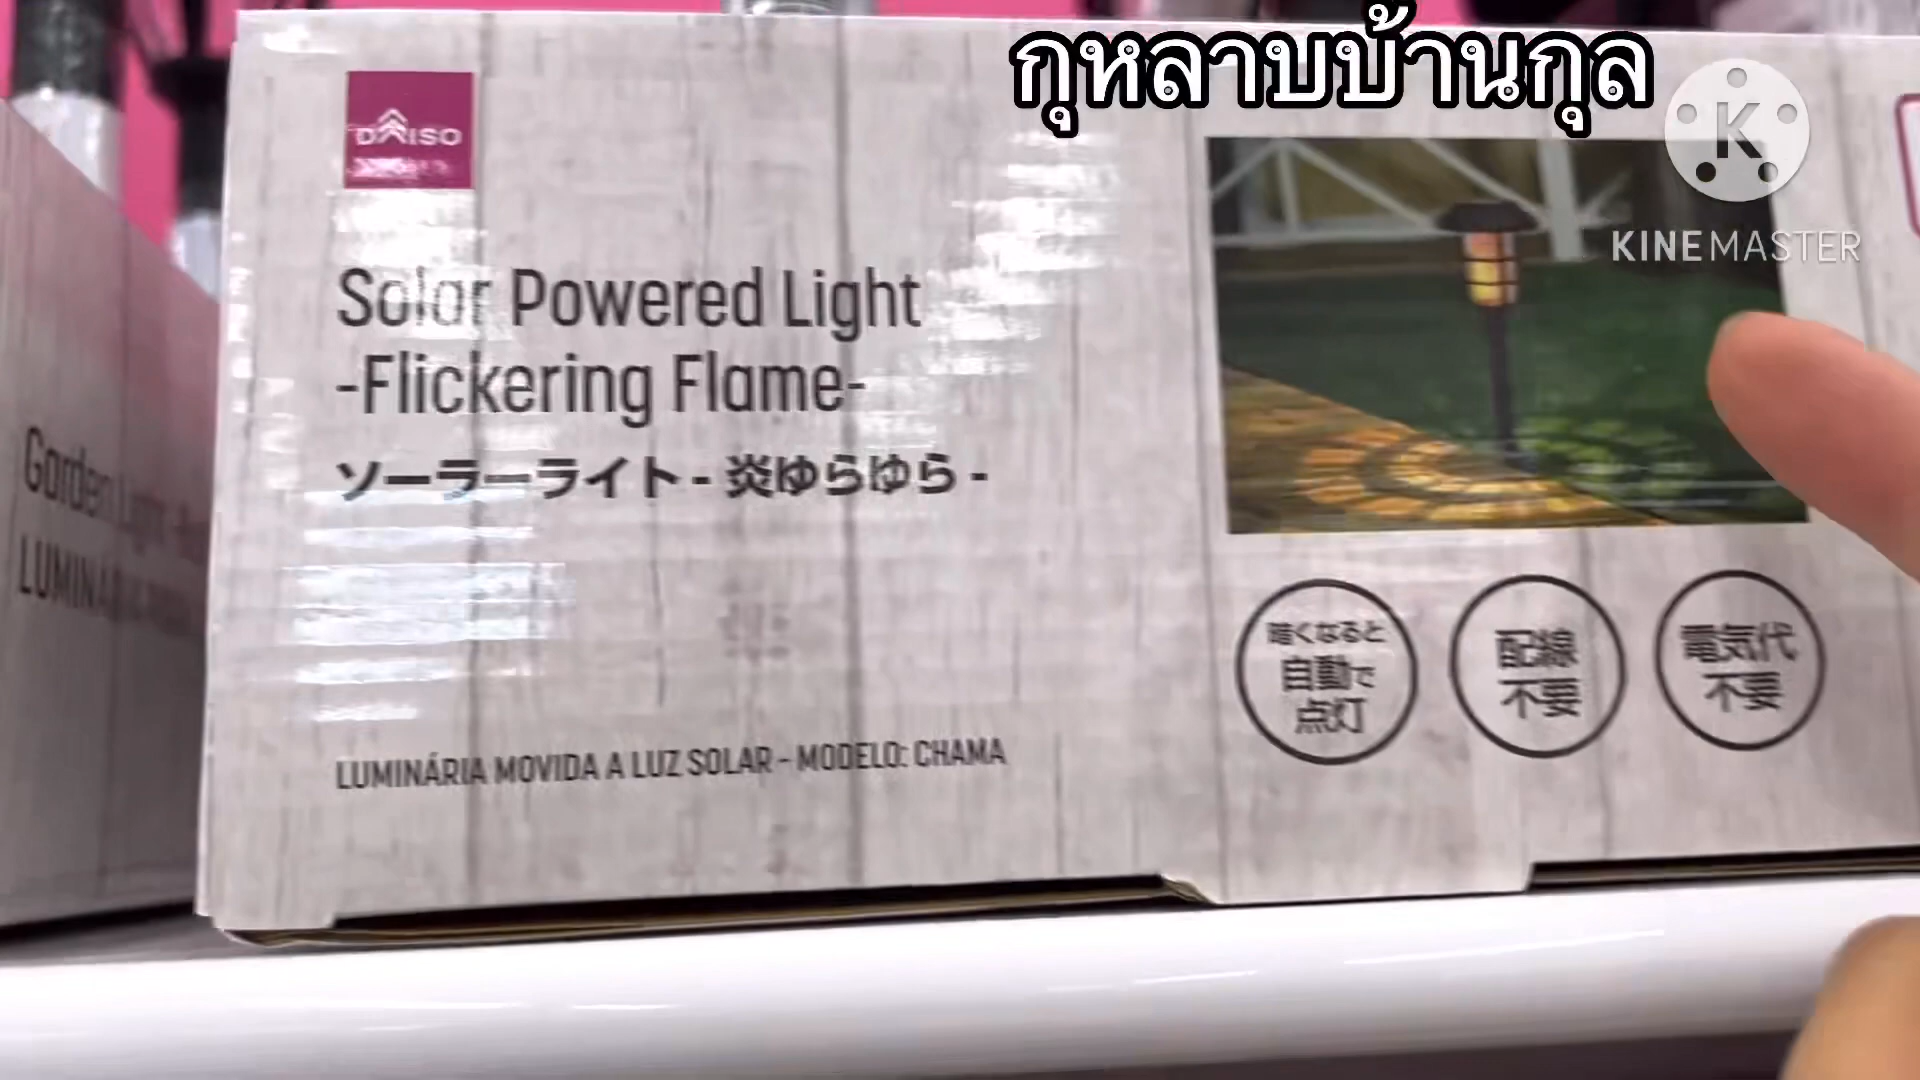 กุหลาบบ้านกุล
K
KINEMASTER
DAISO
Solar Powered Light
-Flickering Flame-
ソーラーライト - 炎ゆらゆら -
LUMINÁRIA MOVIDA A LUZ SOLAR - MODELO: CHAMA
暗くなると
自動で
点灯
配線
不要
電気代
不要
Garden Light